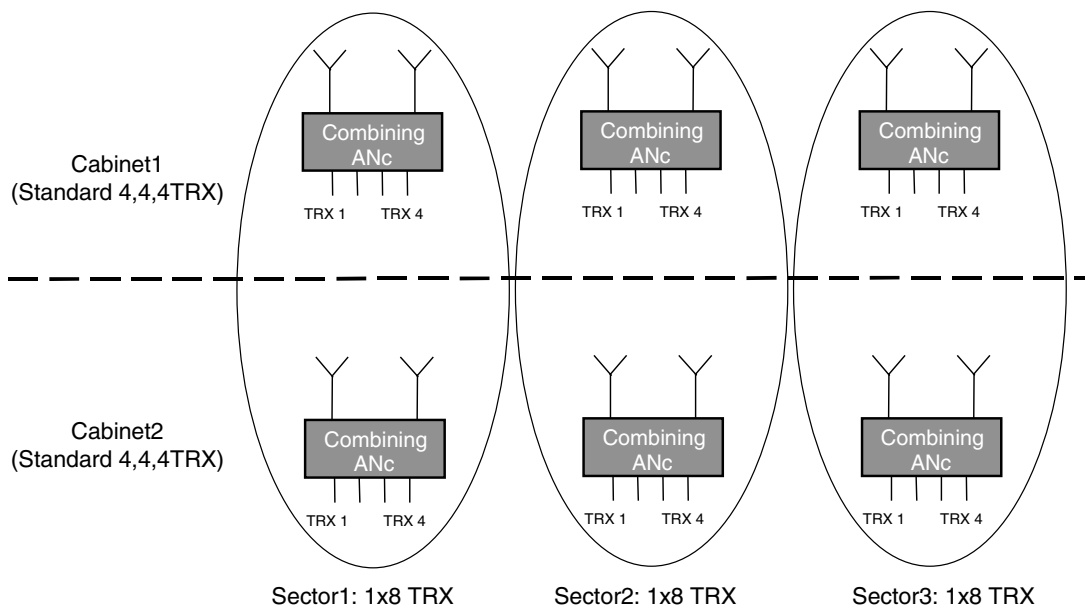 Combining
ANc
Combining
ANc
Combining
ANc
Cabinet1
(Standard 4,4,4TRX)
TRX 1 TRX 4
TRX 1 TRX 4
TRX 1 TRX 4
Combining
ANc
Combining
ANc
Combining
ANc
Cabinet2
(Standard 4,4,4TRX)
TRX 1 TRX 4
TRX 1 TRX 4
TRX 1 TRX 4
Sector1: 1x8 TRX
Sector2: 1x8 TRX
Sector3: 1x8 TRX